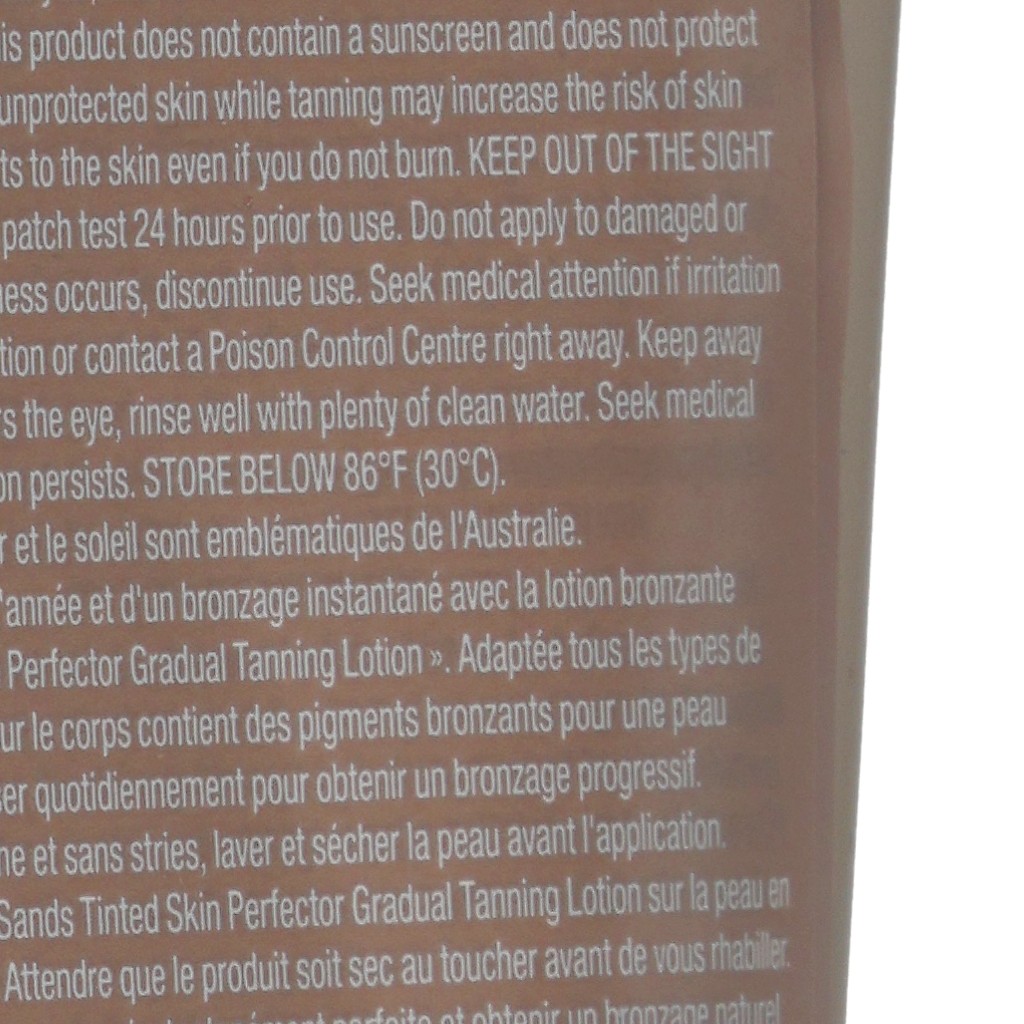 is product does not contain a sunscreen and does not protect
unprotected skin while tanning may increase the risk of skin
ts to the skin even if you do not burn. KEEP OUT OF THE SIGHT
patch test 24 hours prior to use. Do not apply to damaged or
ness occurs, discontinue use. Seek medical attention if irritation
tion or contact a Poison Control Centre right away. Keep away
rs the eye, rinse well with plenty of clean water. Seek medical
on persists. STORE BELOW 86°F (30°C).
r et le soleil sont emblématiques de l'Australie.
'année et d'un bronzage instantané avec la lotion bronzante
Perfector Gradual Tanning Lotion ». Adaptée tous les types de
ur le corps contient des pigments bronzants pour une peau
ser quotidiennement pour obtenir un bronzage progressif.
ne et sans stries, laver et sécher la peau avant l'application.
Sands Tinted Skin Perfector Gradual Tanning Lotion sur la peau en
Attendre que le produit soit sec au toucher avant de vous rhabiller.
parfaite et obtenir un bronzage naturel